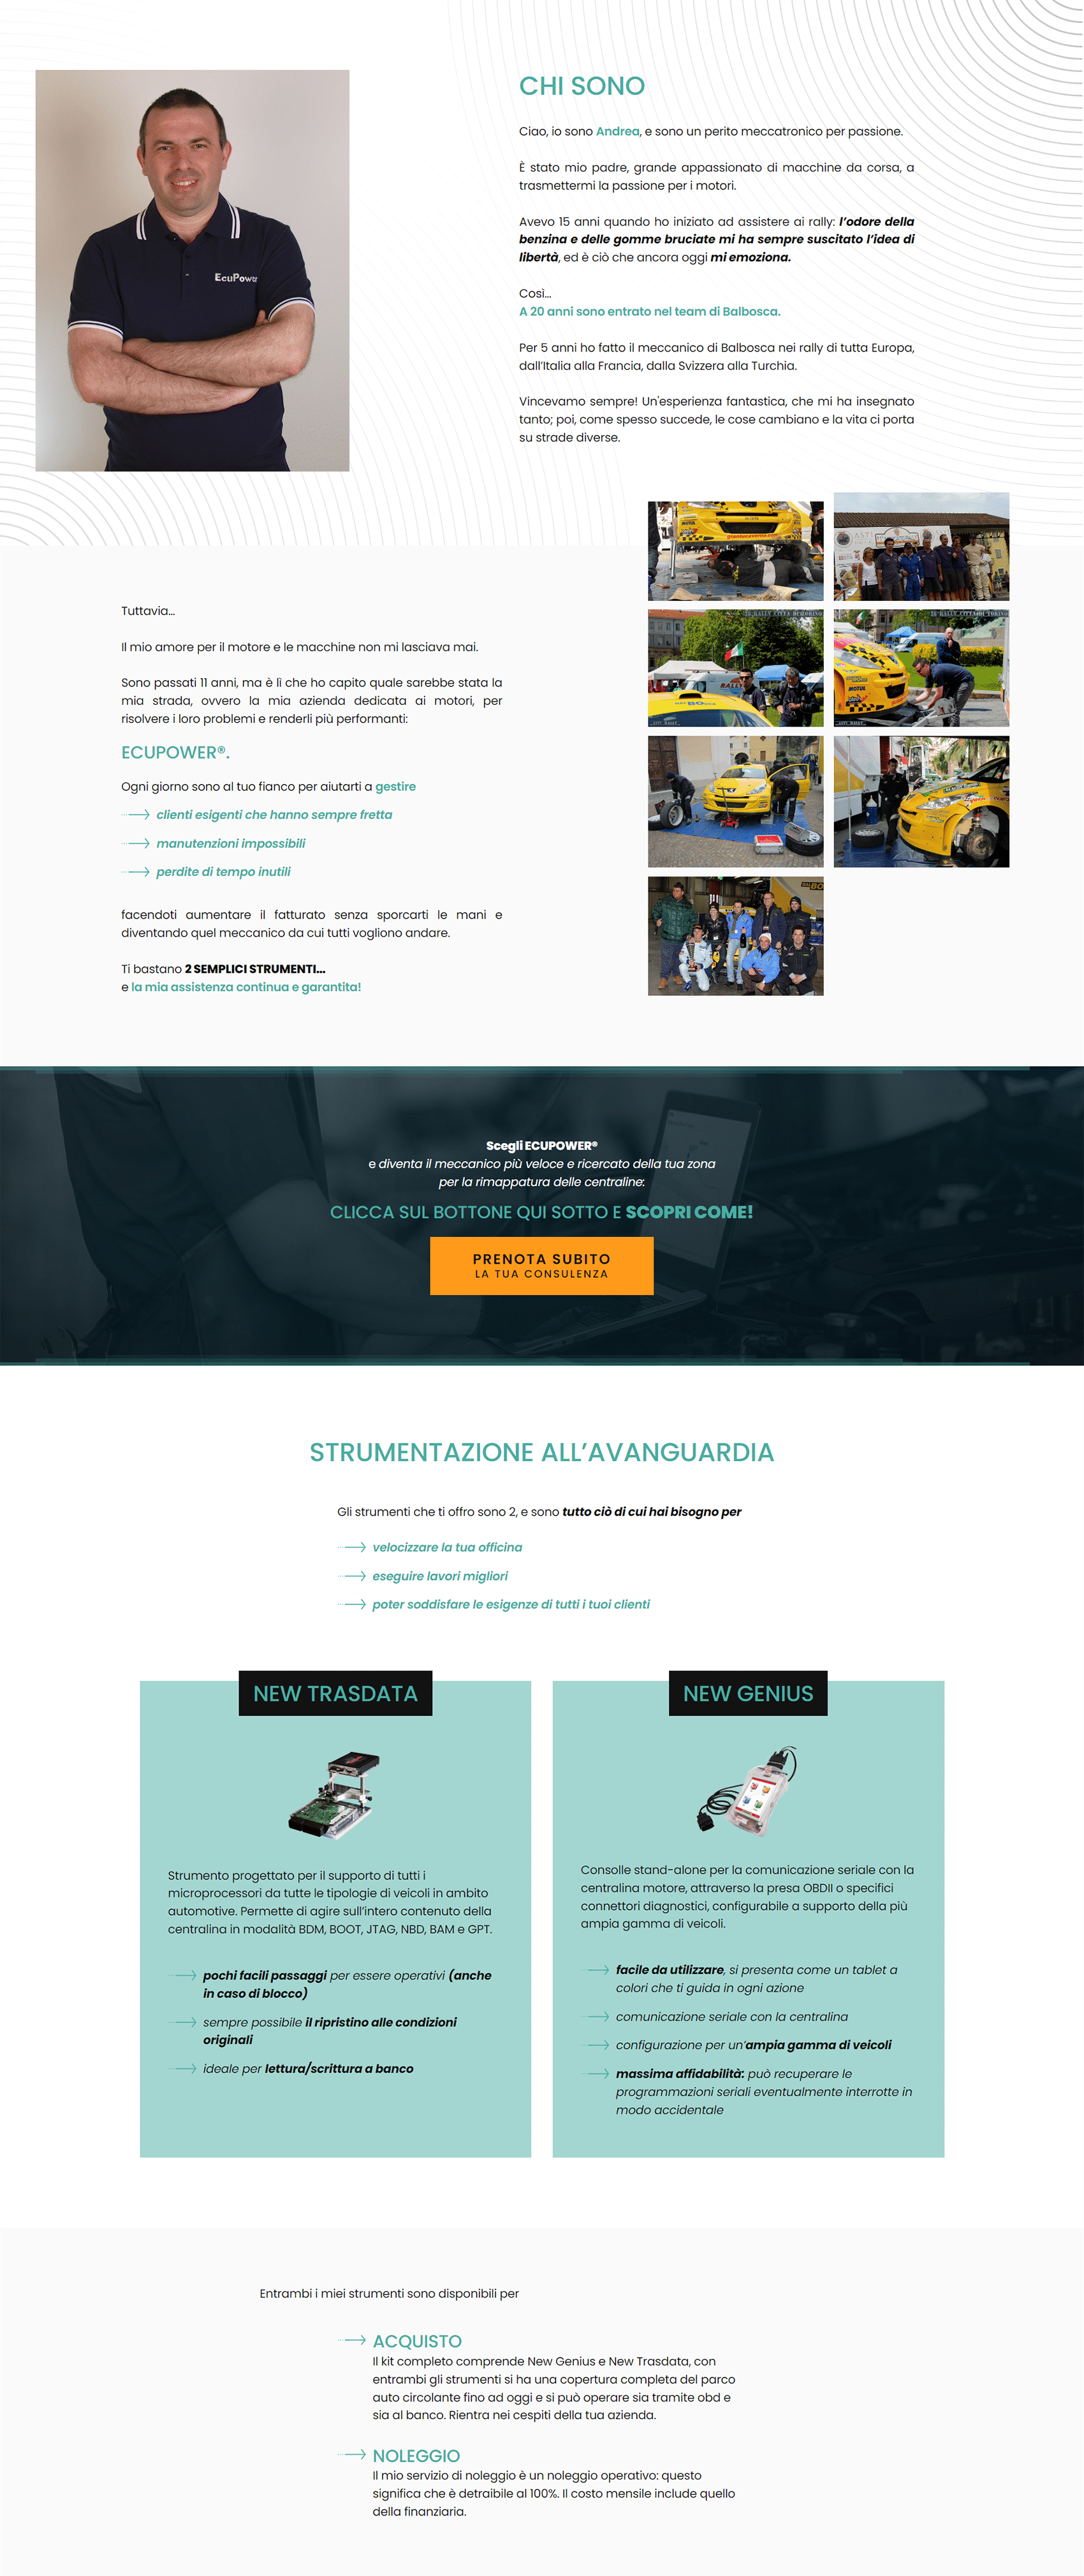 CHI SONO
Ciao, io sono Andrea, e sono un perito meccatronico per passione.
È stato mio padre, grande appassionato di macchine da corsa, a
trasmettermi la passione per i motori.
Avevo 15 anni quando ho iniziato ad assistere ai rally: l’odore della
benzina e delle gomme bruciate mi ha sempre suscitato l’idea di
libertà, ed è ciò che ancora oggi mi emoziona.
Così...
A 20 anni sono entrato nel team di Balbosca.
Per 5 anni ho fatto il meccanico di Balbosca nei rally di tutta Europa,
dall’Italia alla Francia, dalla Svizzera alla Turchia.
Vincevamo sempre! Un'esperienza fantastica, che mi ha insegnato
tanto; poi, come spesso succede, le cose cambiano e la vita ci porta
su strade diverse.
EcuPower
Tuttavia...
Il mio amore per il motore e le macchine non mi lasciava mai.
Sono passati 11 anni, ma è lì che ho capito quale sarebbe stata la
mia strada, ovvero la mia azienda dedicata ai motori, per
risolvere i loro problemi e renderli più performanti:
ECUPOWER®.
Ogni giorno sono al tuo fianco per aiutarti a gestire
clienti esigenti che hanno sempre fretta
manutenzioni impossibili
perdite di tempo inutili
facendoti aumentare il fatturato senza sporcarti le mani e
diventando quel meccanico da cui tutti vogliono andare.
Ti bastano 2 SEMPLICI STRUMENTI...
e la mia assistenza continua e garantita!
MOTUL
RALLY
Scegli ECUPOWER®
e diventa il meccanico più veloce e ricercato della tua zona
per la rimappatura delle centraline:
CLICCA SUL BOTTONE QUI SOTTO E SCOPRI COME!
PRENOTA SUBITO
LA TUA CONSULENZA
STRUMENTAZIONE ALL’AVANGUARDIA
Gli strumenti che ti offro sono 2, e sono tutto ciò di cui hai bisogno per
velocizzare la tua officina
eseguire lavori migliori
poter soddisfare le esigenze di tutti i tuoi clienti
NEW TRASDATA
Strumento progettato per il supporto di tutti i
microprocessori da tutte le tipologie di veicoli in ambito
automotive. Permette di agire sull’intero contenuto della
centralina in modalità BDM, BOOT, JTAG, NBD, BAM e GPT.
pochi facili passaggi per essere operativi (anche
in caso di blocco)
sempre possibile il ripristino alle condizioni
originali
ideale per lettura/scrittura a banco
NEW GENIUS
Consolle stand-alone per la comunicazione seriale con la
centralina motore, attraverso la presa OBDII o specifici
connettori diagnostici, configurabile a supporto della più
ampia gamma di veicoli.
facile da utilizzare, si presenta come un tablet a
colori che ti guida in ogni azione
comunicazione seriale con la centralina
configurazione per un’ampia gamma di veicoli
massima affidabilità: può recuperare le
programmazioni seriali eventualmente interrotte in
modo accidentale
Entrambi i miei strumenti sono disponibili per
ACQUISTO
Il kit completo comprende New Genius e New Trasdata, con
entrambi gli strumenti si ha una copertura completa del parco
auto circolante fino ad oggi e si può operare sia tramite obd e
sia al banco. Rientra nei cespiti della tua azienda.
NOLEGGIO
Il mio servizio di noleggio è un noleggio operativo: questo
significa che è detraibile al 100%. Il costo mensile include quello
della finanziaria.